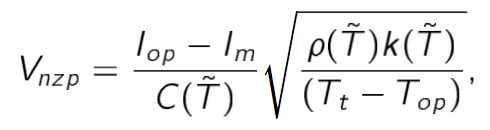 V_{nzp} = \frac{I_{op} - I_m}{C(\tilde{T})} \sqrt{\frac{\rho(\tilde{T})k(\tilde{T})}{(T_t - T_{op})}},